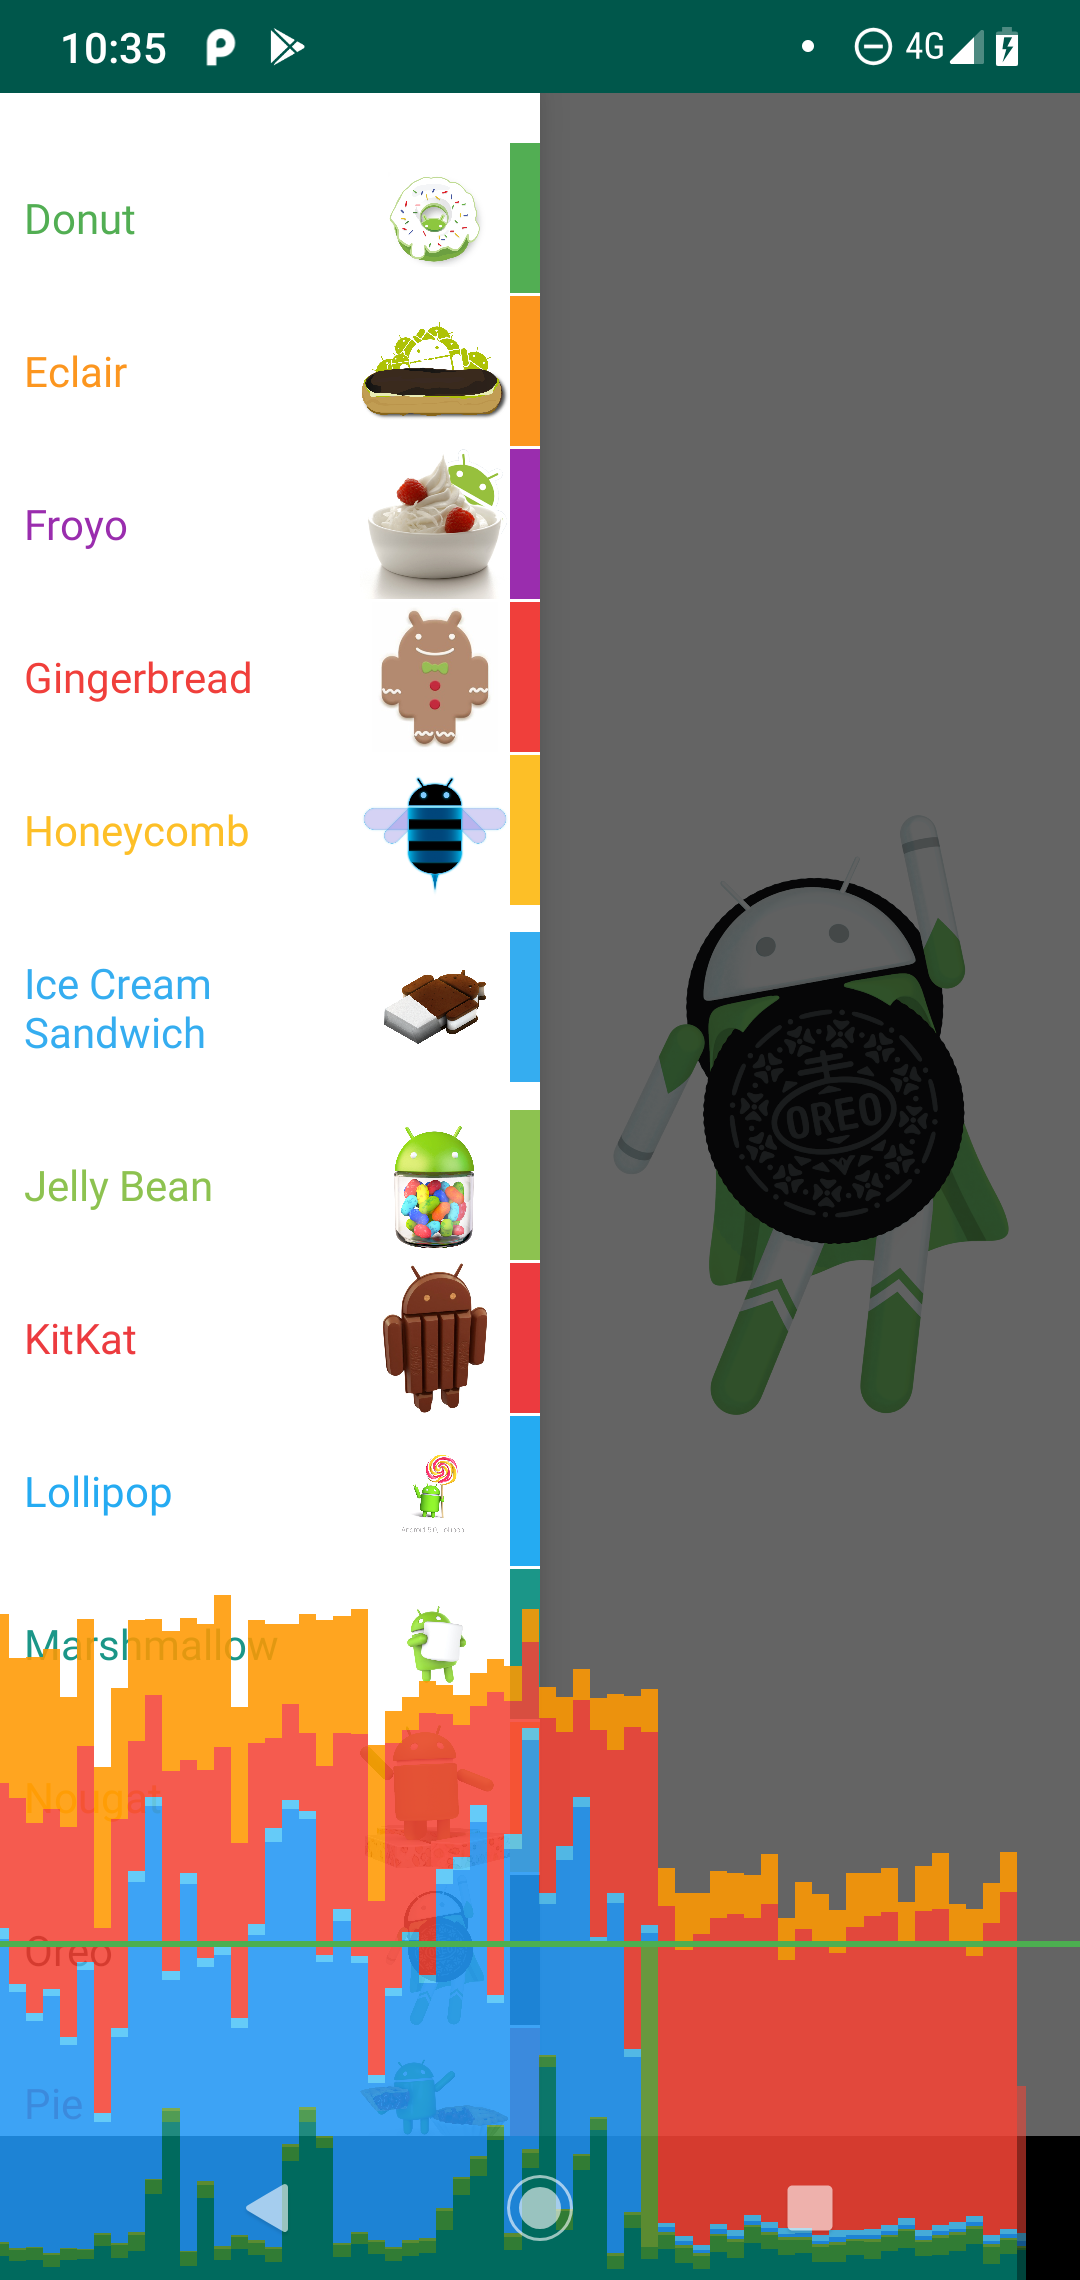 10:35
4G
Donut
Eclair
Froyo
Gingerbread
Honeycomb
Ice Cream
Sandwich
OREO
Jelly Bean
KitKat
Lollipop
Marshmallow
Nougat
Oreo
Pie